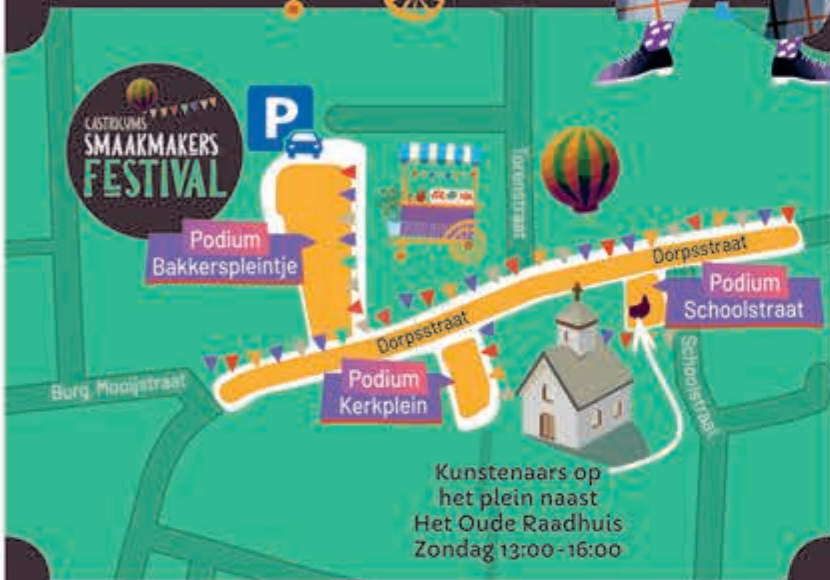 CASTRICUMS
SMAAKMAKERS
FESTIVAL
P
Torenstraat
Podium
Bakkerspleintje
Dorpsstraat
Podium
Schoolstraat
Dorpsstraat
Burg Mooijstraat
Podium
Kerkplein
Schoolstraat
Kunstenaars op
het plein naast
Het Oude Raadhuis
Zondag 13:00-16:00